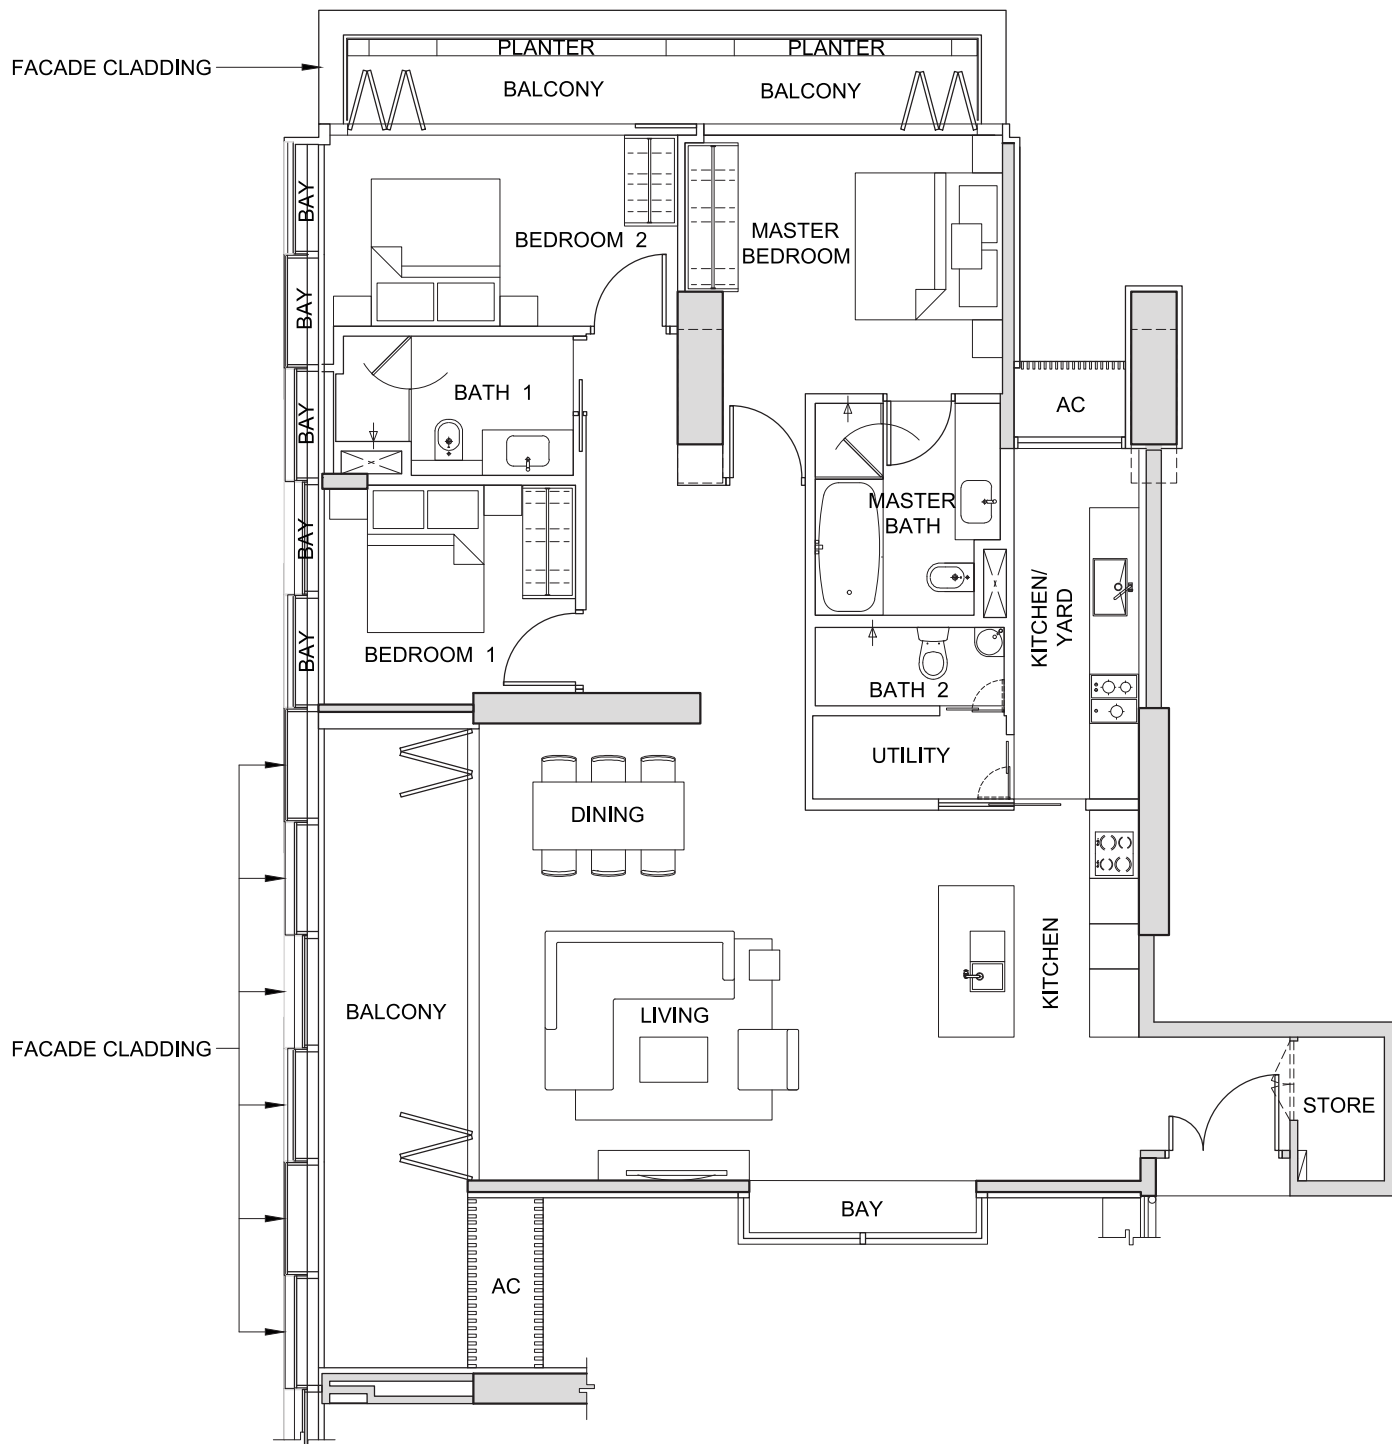 PLANTER
PLANTER
FACADE CLADDING
BALCONY
BALCONY
BAY
BEDROOM 2
MASTER
BEDROOM
BAY
BATH 1
AC
BAY
MASTER
BATH
BAY
KITCHEN/
YARD
BAY
BEDROOM 1
BATH 2
UTILITY
DINING
KITCHEN
BALCONY
LIVING
FACADE CLADDING
STORE
BAY
AC